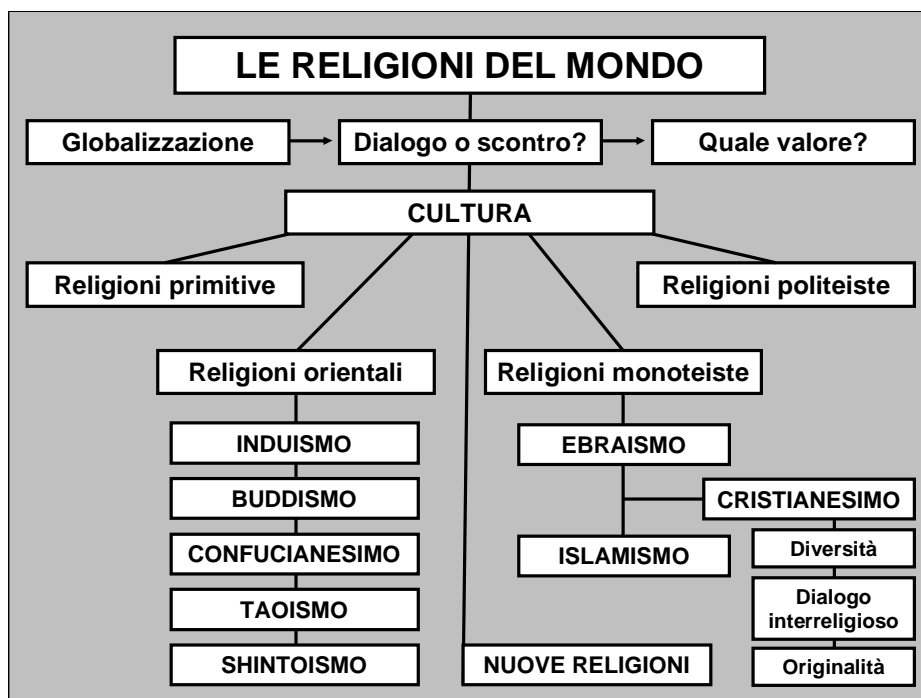 LE RELIGIONI DEL MONDO
Globalizzazione
Dialogo o scontro?
Quale valore?
CULTURA
Religioni primitive
Religioni politeiste
Religioni orientali
Religioni monoteiste
INDUISMO
BUDDISMO
CONFUCIANESIMO
TAOISMO
SHINTOISMO
EBRAISMO
CRISTIANESIMO
ISLAMISMO
Diversità
Dialogo
interreligioso
Originalità
NUOVE RELIGIONI